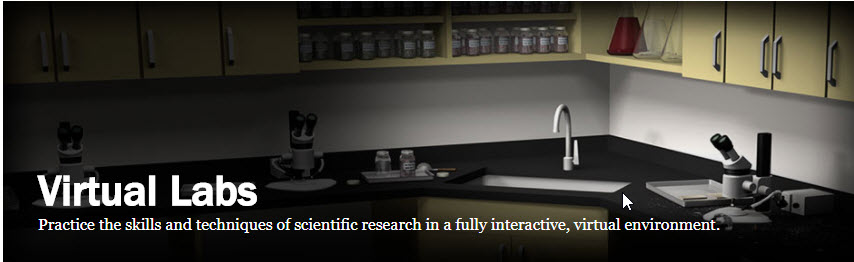 Virtual Labs
Practice the skills and techniques of scientific research in a fully interactive, virtual environment.